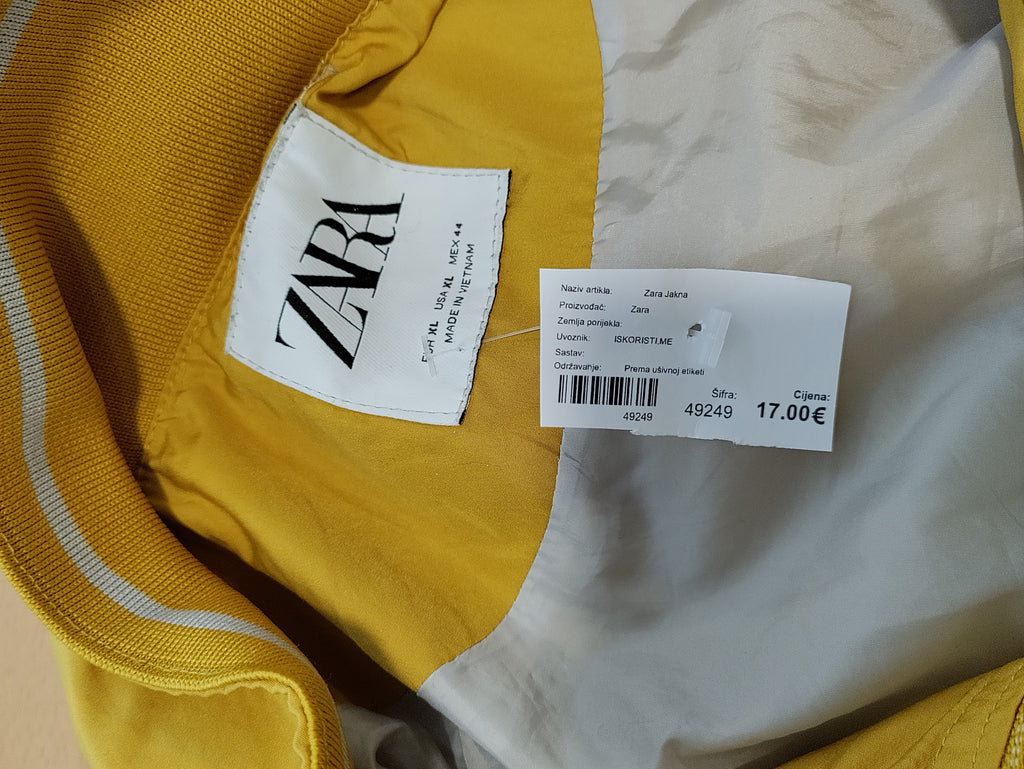 ZARA
EUR XL USA XL MEX 44
MADE IN VIETNAM
Naziv artikla: Zara Jakna
Proizvođač: Zara
Zemlja porijekla:
Uvoznik: ISKORISTI.ME
Sastav:
Održavahje: Prema ušivnoj etiketi
Šifra: Cijena:
49249 49249 17.00€